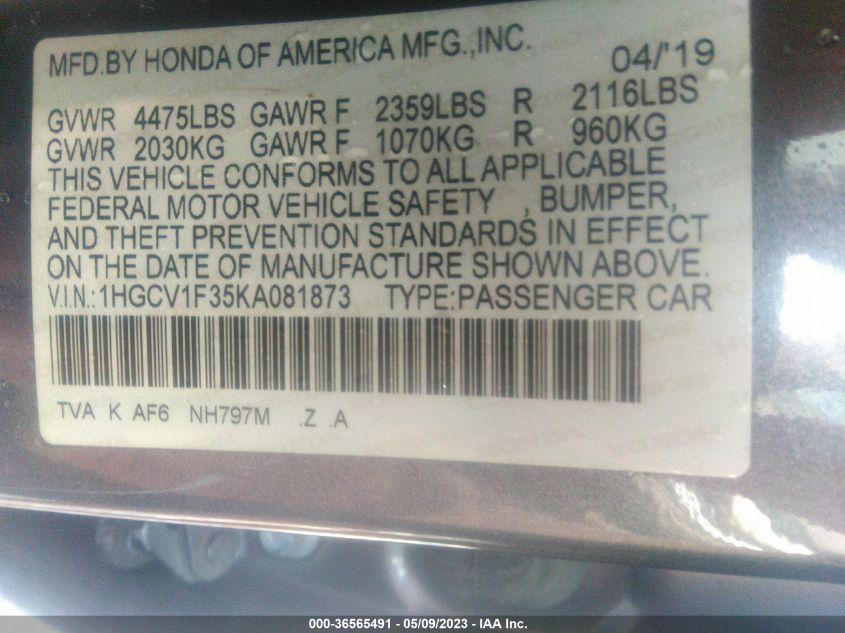 MFD.BY HONDA OF AMERICA MFG.,INC. 04/'19
GVWR 4475LBS GAWR F 2359LBS R 2116LBS
GVWR 2030KG GAWR F 1070KG R 960KG
THIS VEHICLE CONFORMS TO ALL APPLICABLE
FEDERAL MOTOR VEHICLE SAFETY , BUMPER,
AND THEFT PREVENTION STANDARDS IN EFFECT
ON THE DATE OF MANUFACTURE SHOWN ABOVE.
V.I.N.:1HGCV1F35KA081873 TYPE:PASSENGER CAR
TVA K AF6 NH797M .Z .A
000-36565491 - 05/09/2023 - IAA Inc.